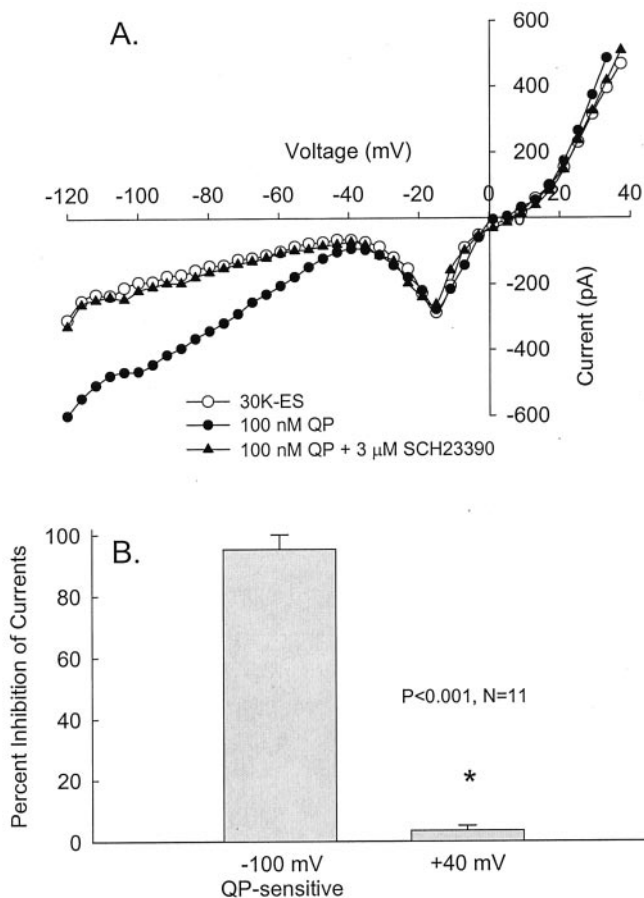 A.
600
400
200
Voltage (mV)
-120 -100 -80 -60 -40 -20 0 20 40
-200
-400
-600
Current (pA)
30K-ES
100 nM QP
100 nM QP + 3 μM SCH23390
B.
Percent Inhibition of Currents
100
80
60
40
20
0
P<0.001, N=11
*
-100 mV +40 mV
QP-sensitive